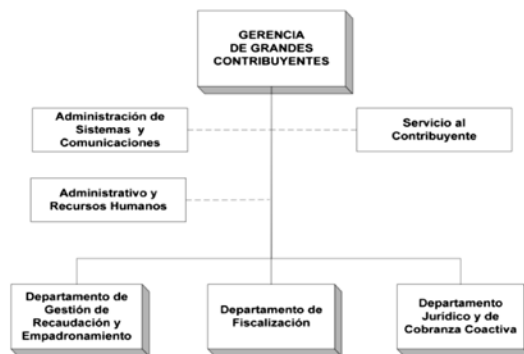 GERENCIA
DE GRANDES
CONTRIBUYENTES
Administración de
Sistemas y
Comunicaciones
Servicio al
Contribuyente
Administrativo y
Recursos Humanos
Departamento de
Gestión de
Recaudación y
Empadronamiento
Departamento de
Fiscalización
Departamento
Jurídico y de
Cobranza Coactiva